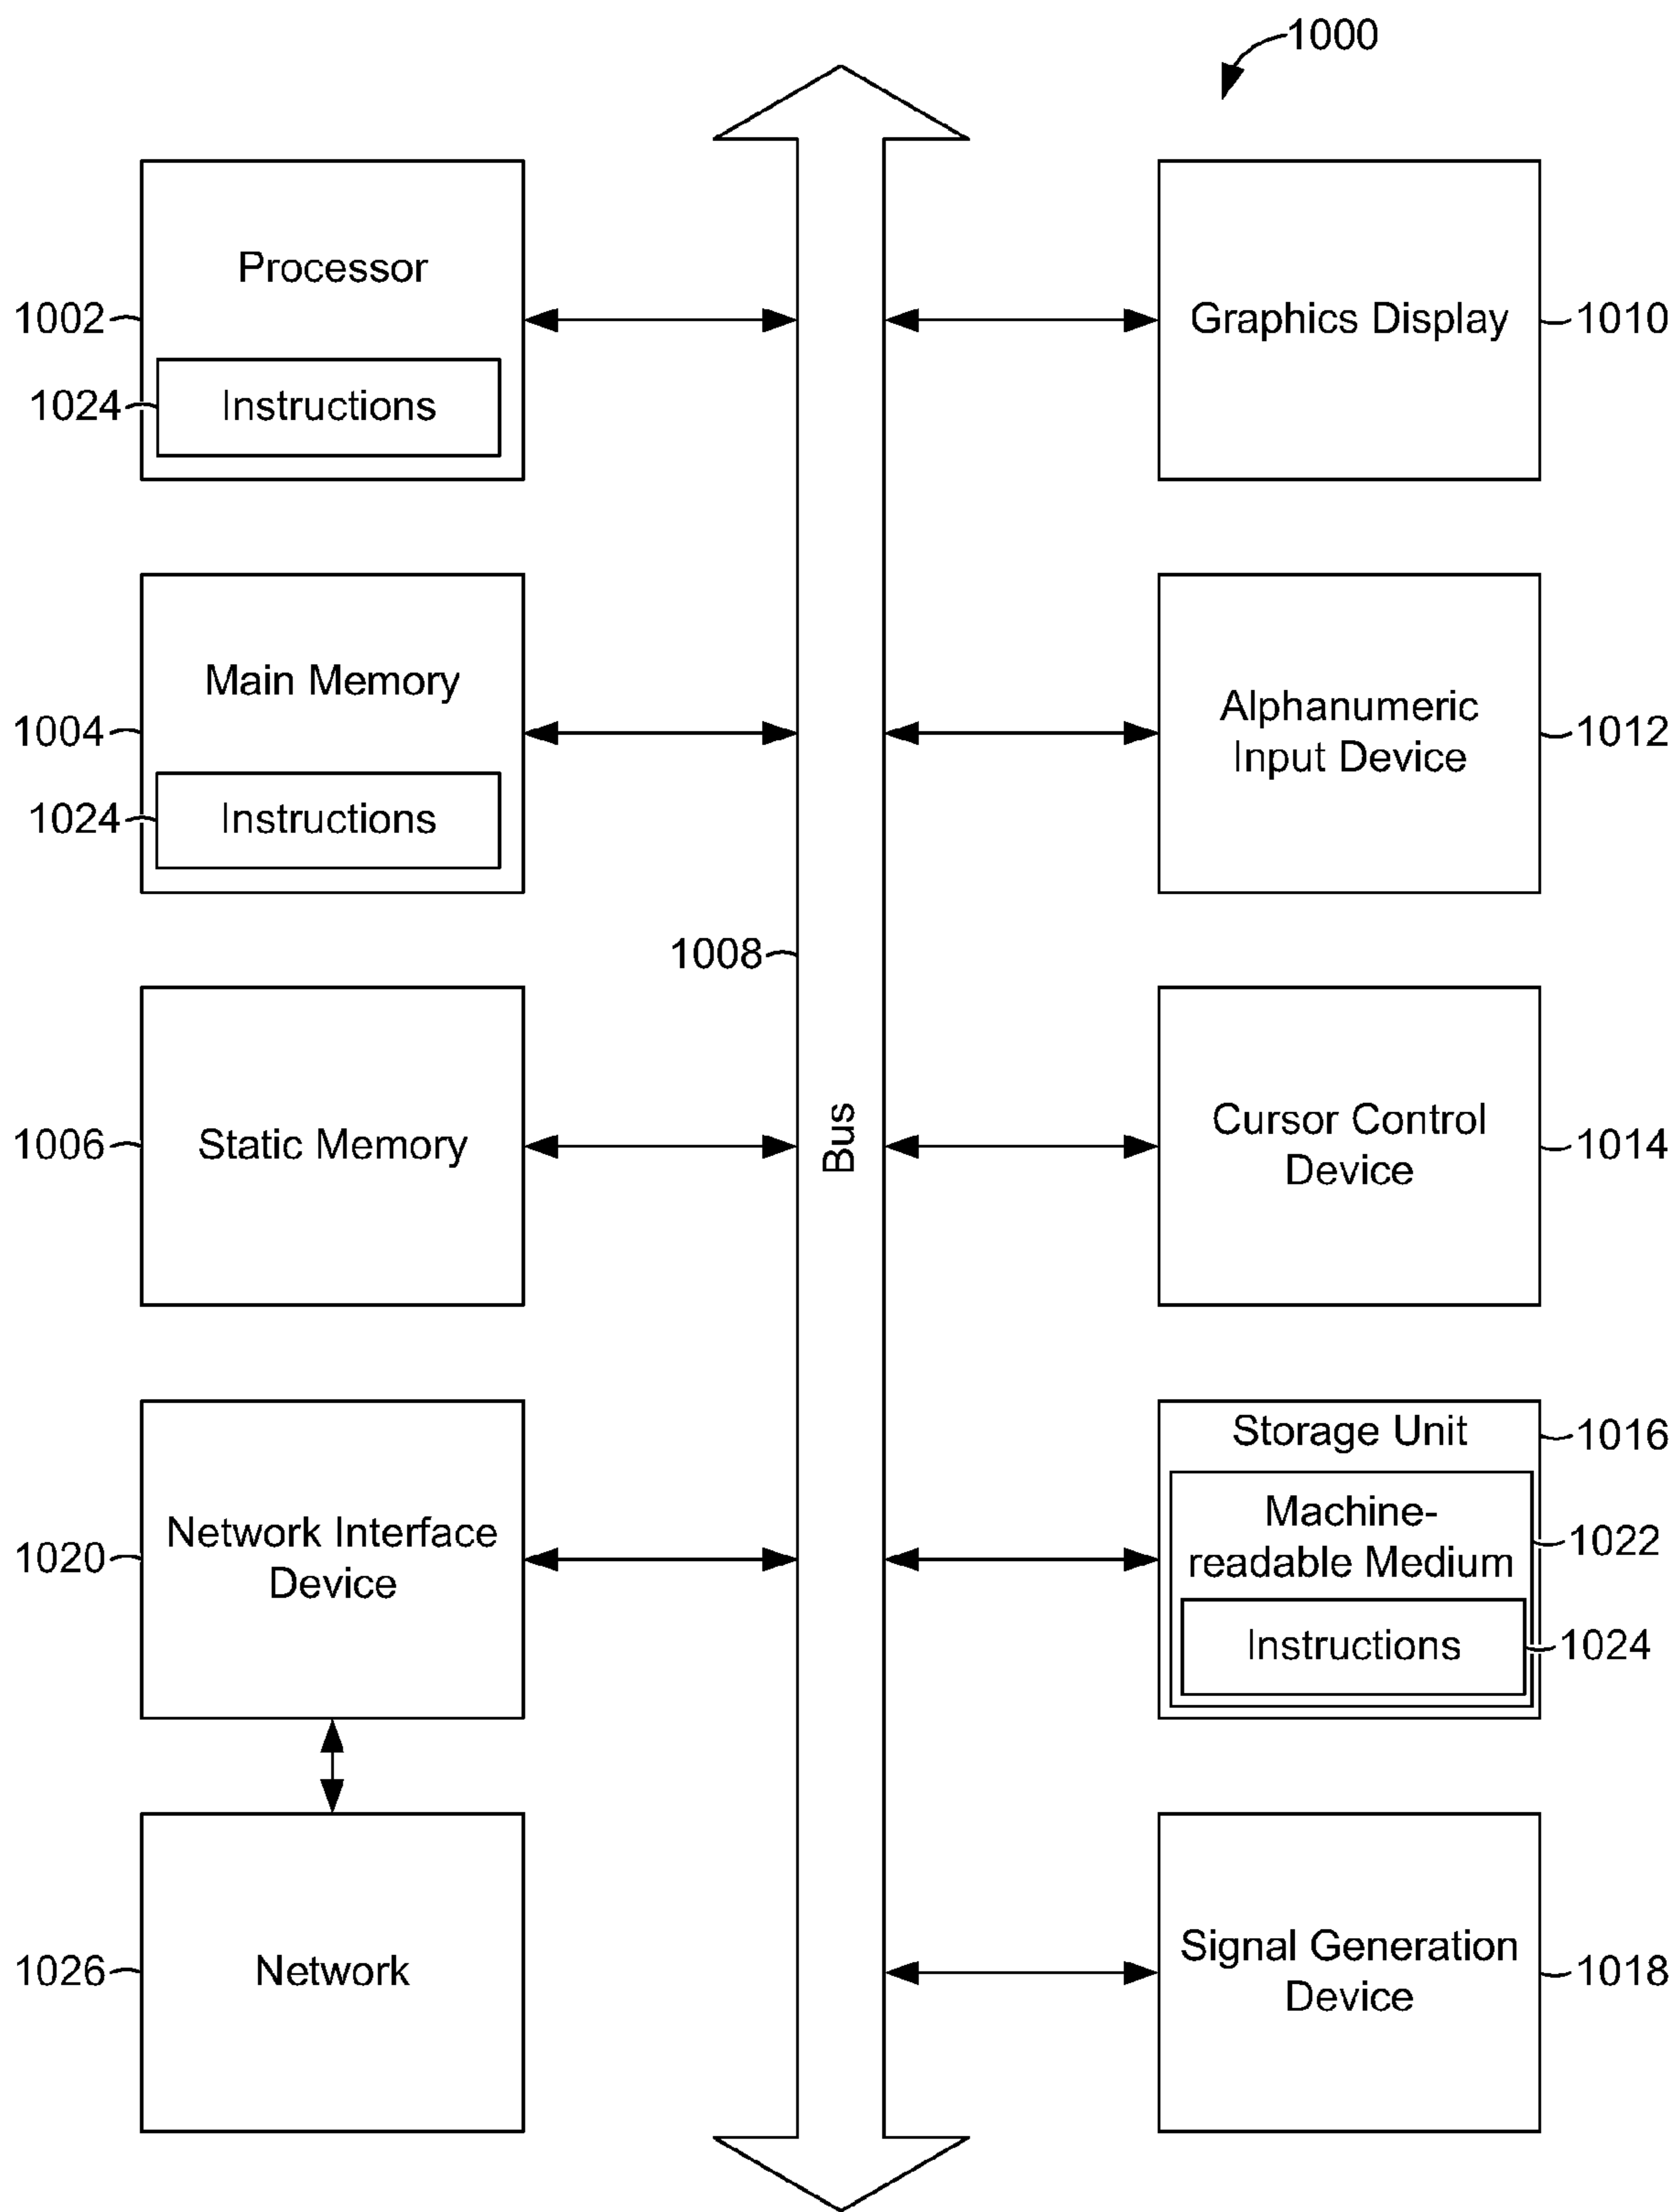 1000
Processor
1002
1024
Instructions
Graphics Display
1010
Main Memory
1004
1024
Instructions
Alphanumeric
Input Device
1012
1008
Bus
Static Memory
1006
Cursor Control
Device
1014
Network Interface
Device
1020
Storage Unit
1016
Machine-
readable Medium
1022
Instructions
1024
Network
1026
Signal Generation
Device
1018